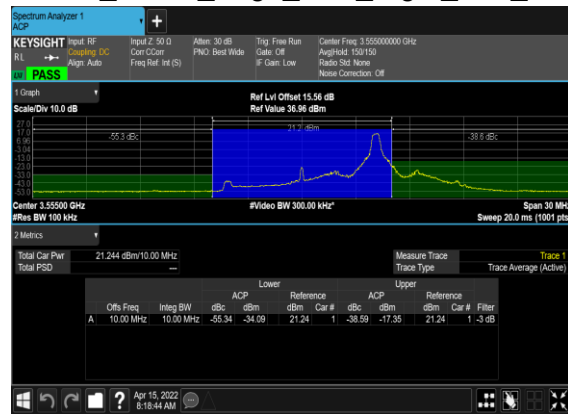 Spectrum Analyzer 1
ACP
+
KEYSIGHT Input: RF Input Z: 50 Ω Atten: 30 dB Trig: Free Run Center Freq: 3.555000000 GHz
RL Coupling: DC Corr CCorr PNO: Best Wide Gate: Off Avg|Hold: 150/150
Align: Auto Freq Ref: Int (S) IF Gain: Low Radio Std: None
LW PASS Noise Correction: Off
1 Graph
Ref Lvl Offset 15.56 dB
Scale/Div 10.0 dB Ref Value 36.96 dBm
27.0
17.0
6.96
-3.04
-13.0
-23.0
-33.0
-43.0
-53.0
-55.3 dBc 21.2 dBm -38.6 dBc
Center 3.55500 GHz #Video BW 300.00 kHz* Span 30 MHz
#Res BW 100 kHz Sweep 20.0 ms (1001 pts
2 Metrics
Total Car Pwr 21.244 dBm/10.00 MHz Measure Trace Trace 1
Total PSD --- Trace Type Trace Average (Active)
Lower Upper
ACP Reference ACP Reference
Offs Freq Integ BW dBc dBm dBm Car # dBc dBm dBm Car # Filter
A 10.00 MHz 10.00 MHz -55.34 -34.09 21.24 1 -38.59 -17.35 21.24 1 -3 dB
? Apr 15, 2022
8:18:44 AM